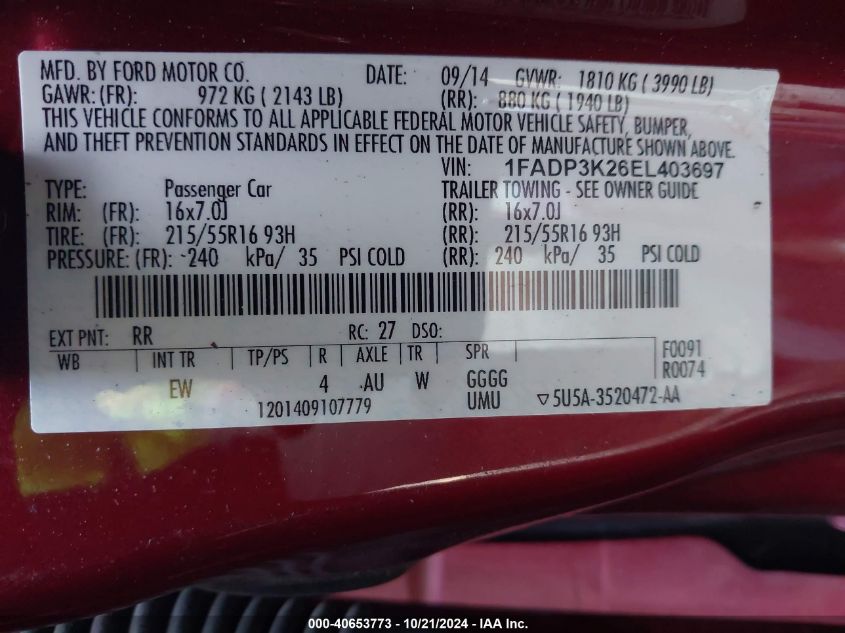 MFD. BY FORD MOTOR CO. DATE: 09/14 GVWR: 1810 KG ( 3990 LB)
GAWR: (FR): 972 KG ( 2143 LB) (RR): 880 KG ( 1940 LB)
THIS VEHICLE CONFORMS TO ALL APPLICABLE FEDERAL MOTOR VEHICLE SAFETY, BUMPER,
AND THEFT PREVENTION STANDARDS IN EFFECT ON THE DATE OF MANUFACTURE SHOWN ABOVE.
VIN: 1FADP3K26EL403697
TYPE: Passenger Car TRAILER TOWING - SEE OWNER GUIDE
RIM: (FR): 16x7.0J (RR): 16x7.0J
TIRE: (FR): 215/55R16 93H (RR): 215/55R16 93H
PRESSURE: (FR): 240 kPa/ 35 PSI COLD (RR): 240 kPa/ 35 PSI COLD
EXT PNT: RR RC: 27 DSO:
WB INT TR TP/PS R AXLE TR SPR F0091
R0074
EW 4 AU W GGGG
1201409107779 UMU ▽5U5A-3520472-AA
000-40653773 - 10/21/2024 - IAA Inc.